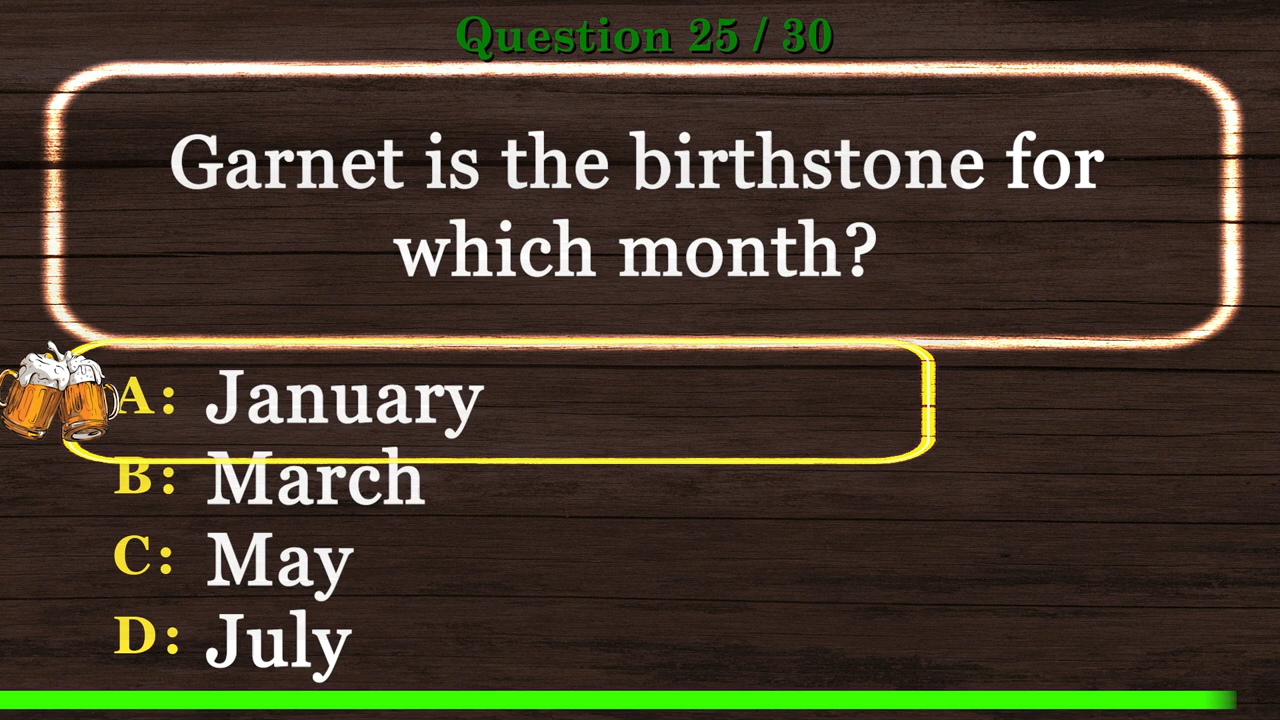 Question 25 / 30
Garnet is the birthstone for
which month?
A: January
B: March
C: May
D: July